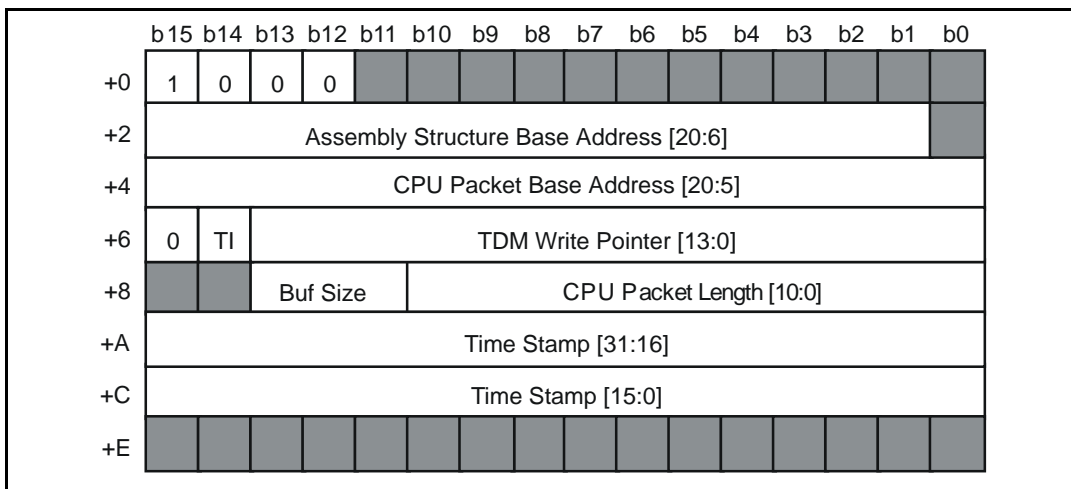 b15 b14 b13 b12 b11 b10 b9 b8 b7 b6 b5 b4 b3 b2 b1 b0
+0 1 0 0 0
+2 Assembly Structure Base Address [20:6]
+4 CPU Packet Base Address [20:5]
+6 0 TI TDM Write Pointer [13:0]
+8 Buf Size CPU Packet Length [10:0]
+A Time Stamp [31:16]
+C Time Stamp [15:0]
+E